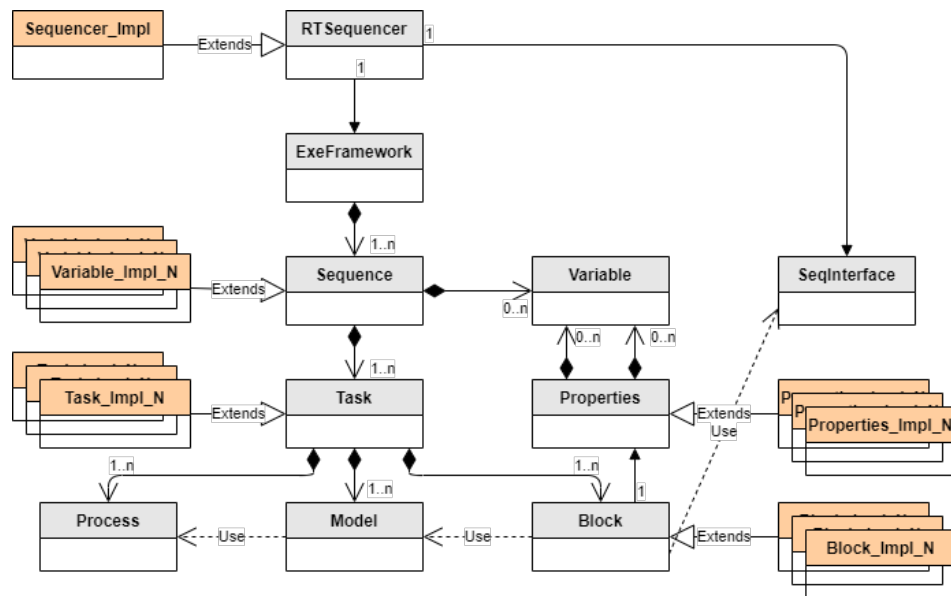 Sequencer_Impl
Extends
RTSequencer
1
1
ExeFramework
1..n
Variable_Impl_N
Extends
Sequence
0..n
Variable
SeqInterface
0..n
0..n
1..n
Task_Impl_N
Extends
Task
Properties
Extends
Use
Properties_Impl_N
1..n
1..n
1..n
1
Process
Use
Model
Use
Block
Extends
Block_Impl_N